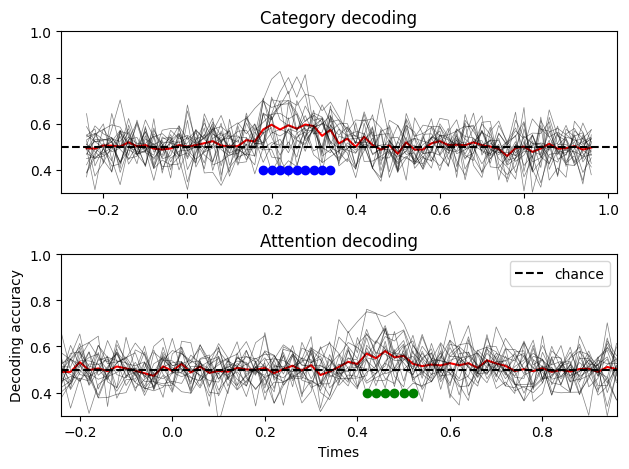 Category decoding
1.0
0.8
0.6
0.4
−0.2 0.0 0.2 0.4 0.6 0.8 1.0
Attention decoding
1.0
chance
0.8
0.6
0.4
Decoding accuracy
−0.2 0.0 0.2 0.4 0.6 0.8
Times